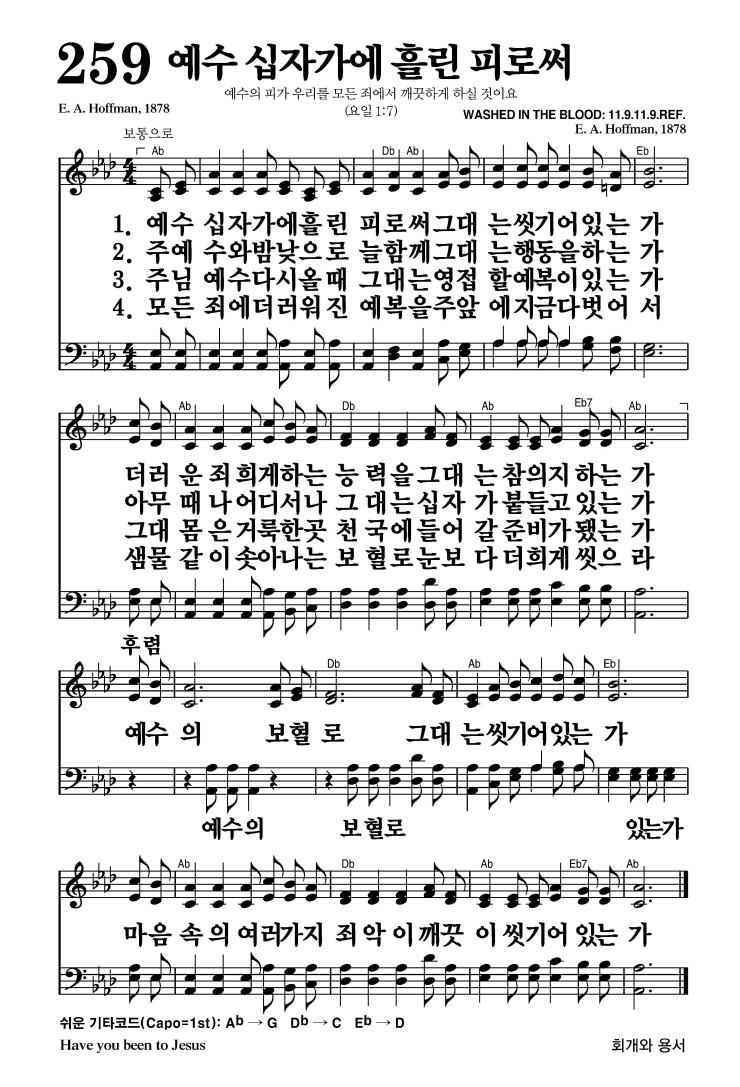 259 예수 십자가에 흘린 피로써
예수의 피가 우리를 모든 죄에서 깨끗하게 하실 것이요
E. A. Hoffman, 1878
(요일 1:7)
WASHED IN THE BLOOD: 11.9.11.9.REF.
E. A. Hoffman, 1878
보통으로
Ab Db Ab Eb
1. 예수 십자가에흘린 피로써그대 는씻기어있는 가
2. 주예 수와밤낮으로 늘함께그대 는행동을하는 가
3. 주님 예수다시올때 그대는영접 할예복이있는 가
4. 모든 죄에더러워진 예복을주앞 에지금다벗어 서
Ab Db Ab Eb7 Ab
더러 운죄희게하는 능력을그대 는참의지하는 가
아무 때나어디서나 그대는십자 가붙들고있는 가
그대 몸은거룩한곳 천국에들어 갈준비가됐는 가
샘물 같이솟아나는 보혈로눈보 다더희게씻으 라
후렴
Db Ab Eb
예수 의 보혈 로 그대 는씻기어있는 가
예수의 보혈로 있는가
Ab Db Ab Eb7 Ab
마음 속의여러가지 죄악이깨끗 이씻기어있는 가
쉬운 기타코드(Capo=1st): Ab → G Db → C Eb → D
Have you been to Jesus
회개와 용서